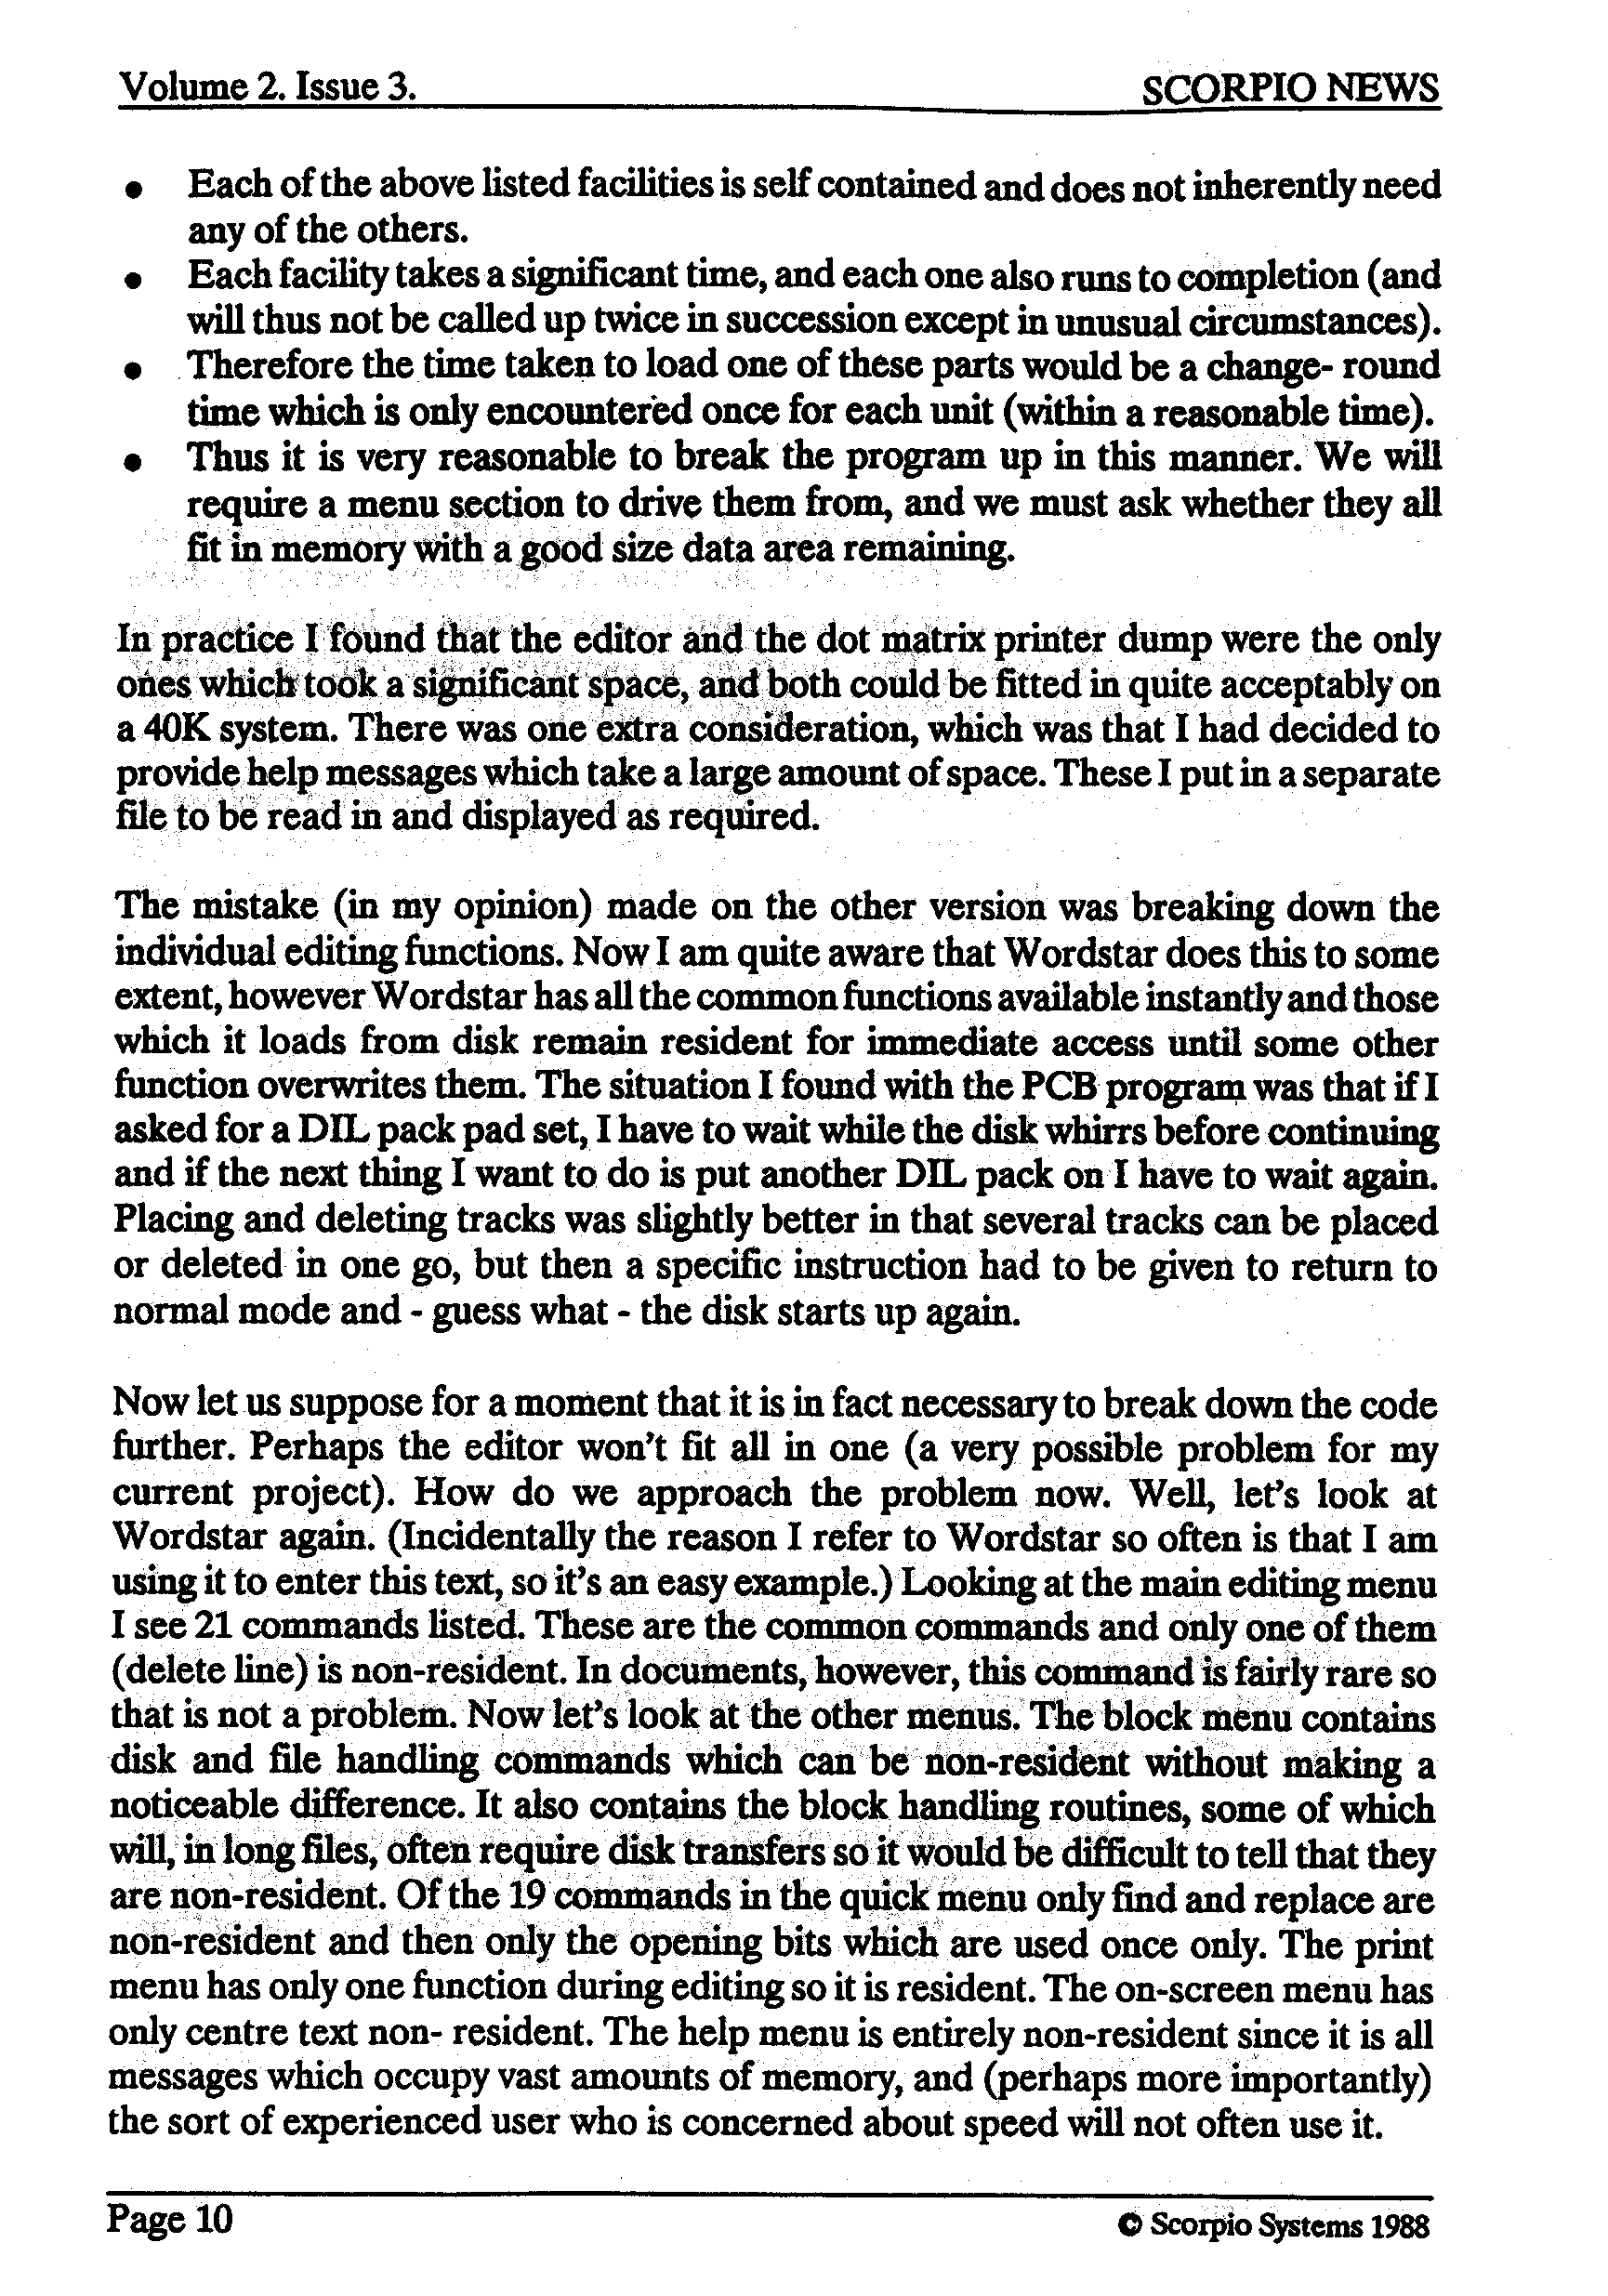 Volume 2. Issue 3. SCORPIO NEWS
● Each of the above listed facilities is self contained and does not inherently need
any of the others.
● Each facility takes a significant time, and each one also runs to completion (and
will thus not be called up twice in succession except in unusual circumstances).
● Therefore the time taken to load one of these parts would be a change- round
time which is only encountered once for each unit (within a reasonable time).
● Thus it is very reasonable to break the program up in this manner. We will
require a menu section to drive them from, and we must ask whether they all
fit in memory with a good size data area remaining.
In practice I found that the editor and the dot matrix printer dump were the only
ones which took a significant space, and both could be fitted in quite acceptably on
a 40K system. There was one extra consideration, which was that I had decided to
provide help messages which take a large amount of space. These I put in a separate
file to be read in and displayed as required.
The mistake (in my opinion) made on the other version was breaking down the
individual editing functions. Now I am quite aware that Wordstar does this to some
extent, however Wordstar has all the common functions available instantly and those
which it loads from disk remain resident for immediate access until some other
function overwrites them. The situation I found with the PCB program was that if I
asked for a DIL pack pad set, I have to wait while the disk whirrs before continuing
and if the next thing I want to do is put another DIL pack on I have to wait again.
Placing and deleting tracks was slightly better in that several tracks can be placed
or deleted in one go, but then a specific instruction had to be given to return to
normal mode and - guess what - the disk starts up again.
Now let us suppose for a moment that it is in fact necessary to break down the code
further. Perhaps the editor won't fit all in one (a very possible problem for my
current project). How do we approach the problem now. Well, let's look at
Wordstar again. (Incidentally the reason I refer to Wordstar so often is that I am
using it to enter this text, so it's an easy example.) Looking at the main editing menu
I see 21 commands listed. These are the common commands and only one of them
(delete line) is non-resident. In documents, however, this command is fairly rare so
that is not a problem. Now let's look at the other menus. The block menu contains
disk and file handling commands which can be non-resident without making a
noticeable difference. It also contains the block handling routines, some of which
will, in long files, often require disk transfers so it would be difficult to tell that they
are non-resident. Of the 19 commands in the quick menu only find and replace are
non-resident and then only the opening bits which are used once only. The print
menu has only one function during editing so it is resident. The on-screen menu has
only centre text non- resident. The help menu is entirely non-resident since it is all
messages which occupy vast amounts of memory, and (perhaps more importantly)
the sort of experienced user who is concerned about speed will not often use it.
Page 10 © Scorpio Systems 1988